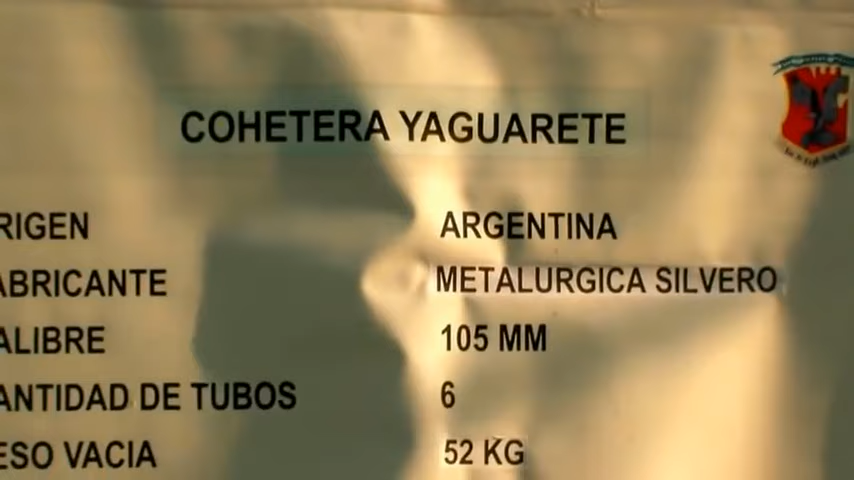 COHETERA YAGUARETE
RIGEN ARGENTINA
ABRICANTE METALURGICA SILVERO
ALIBRE 105 MM
ANTIDAD DE TUBOS 6
ESO VACIA 52 KG